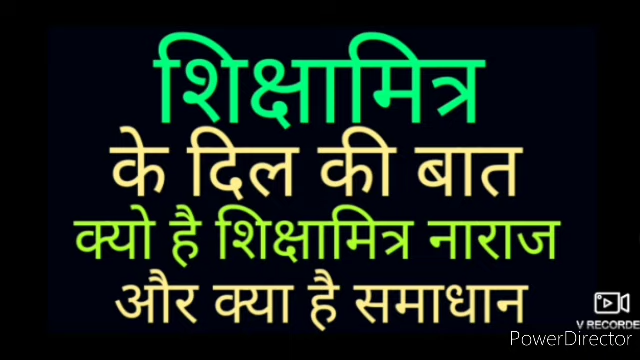 शिक्षामित्र
के दिल की बात
क्यो है शिक्षामित्र नाराज
और क्या है समाधान
V RECORDE
PowerDirector